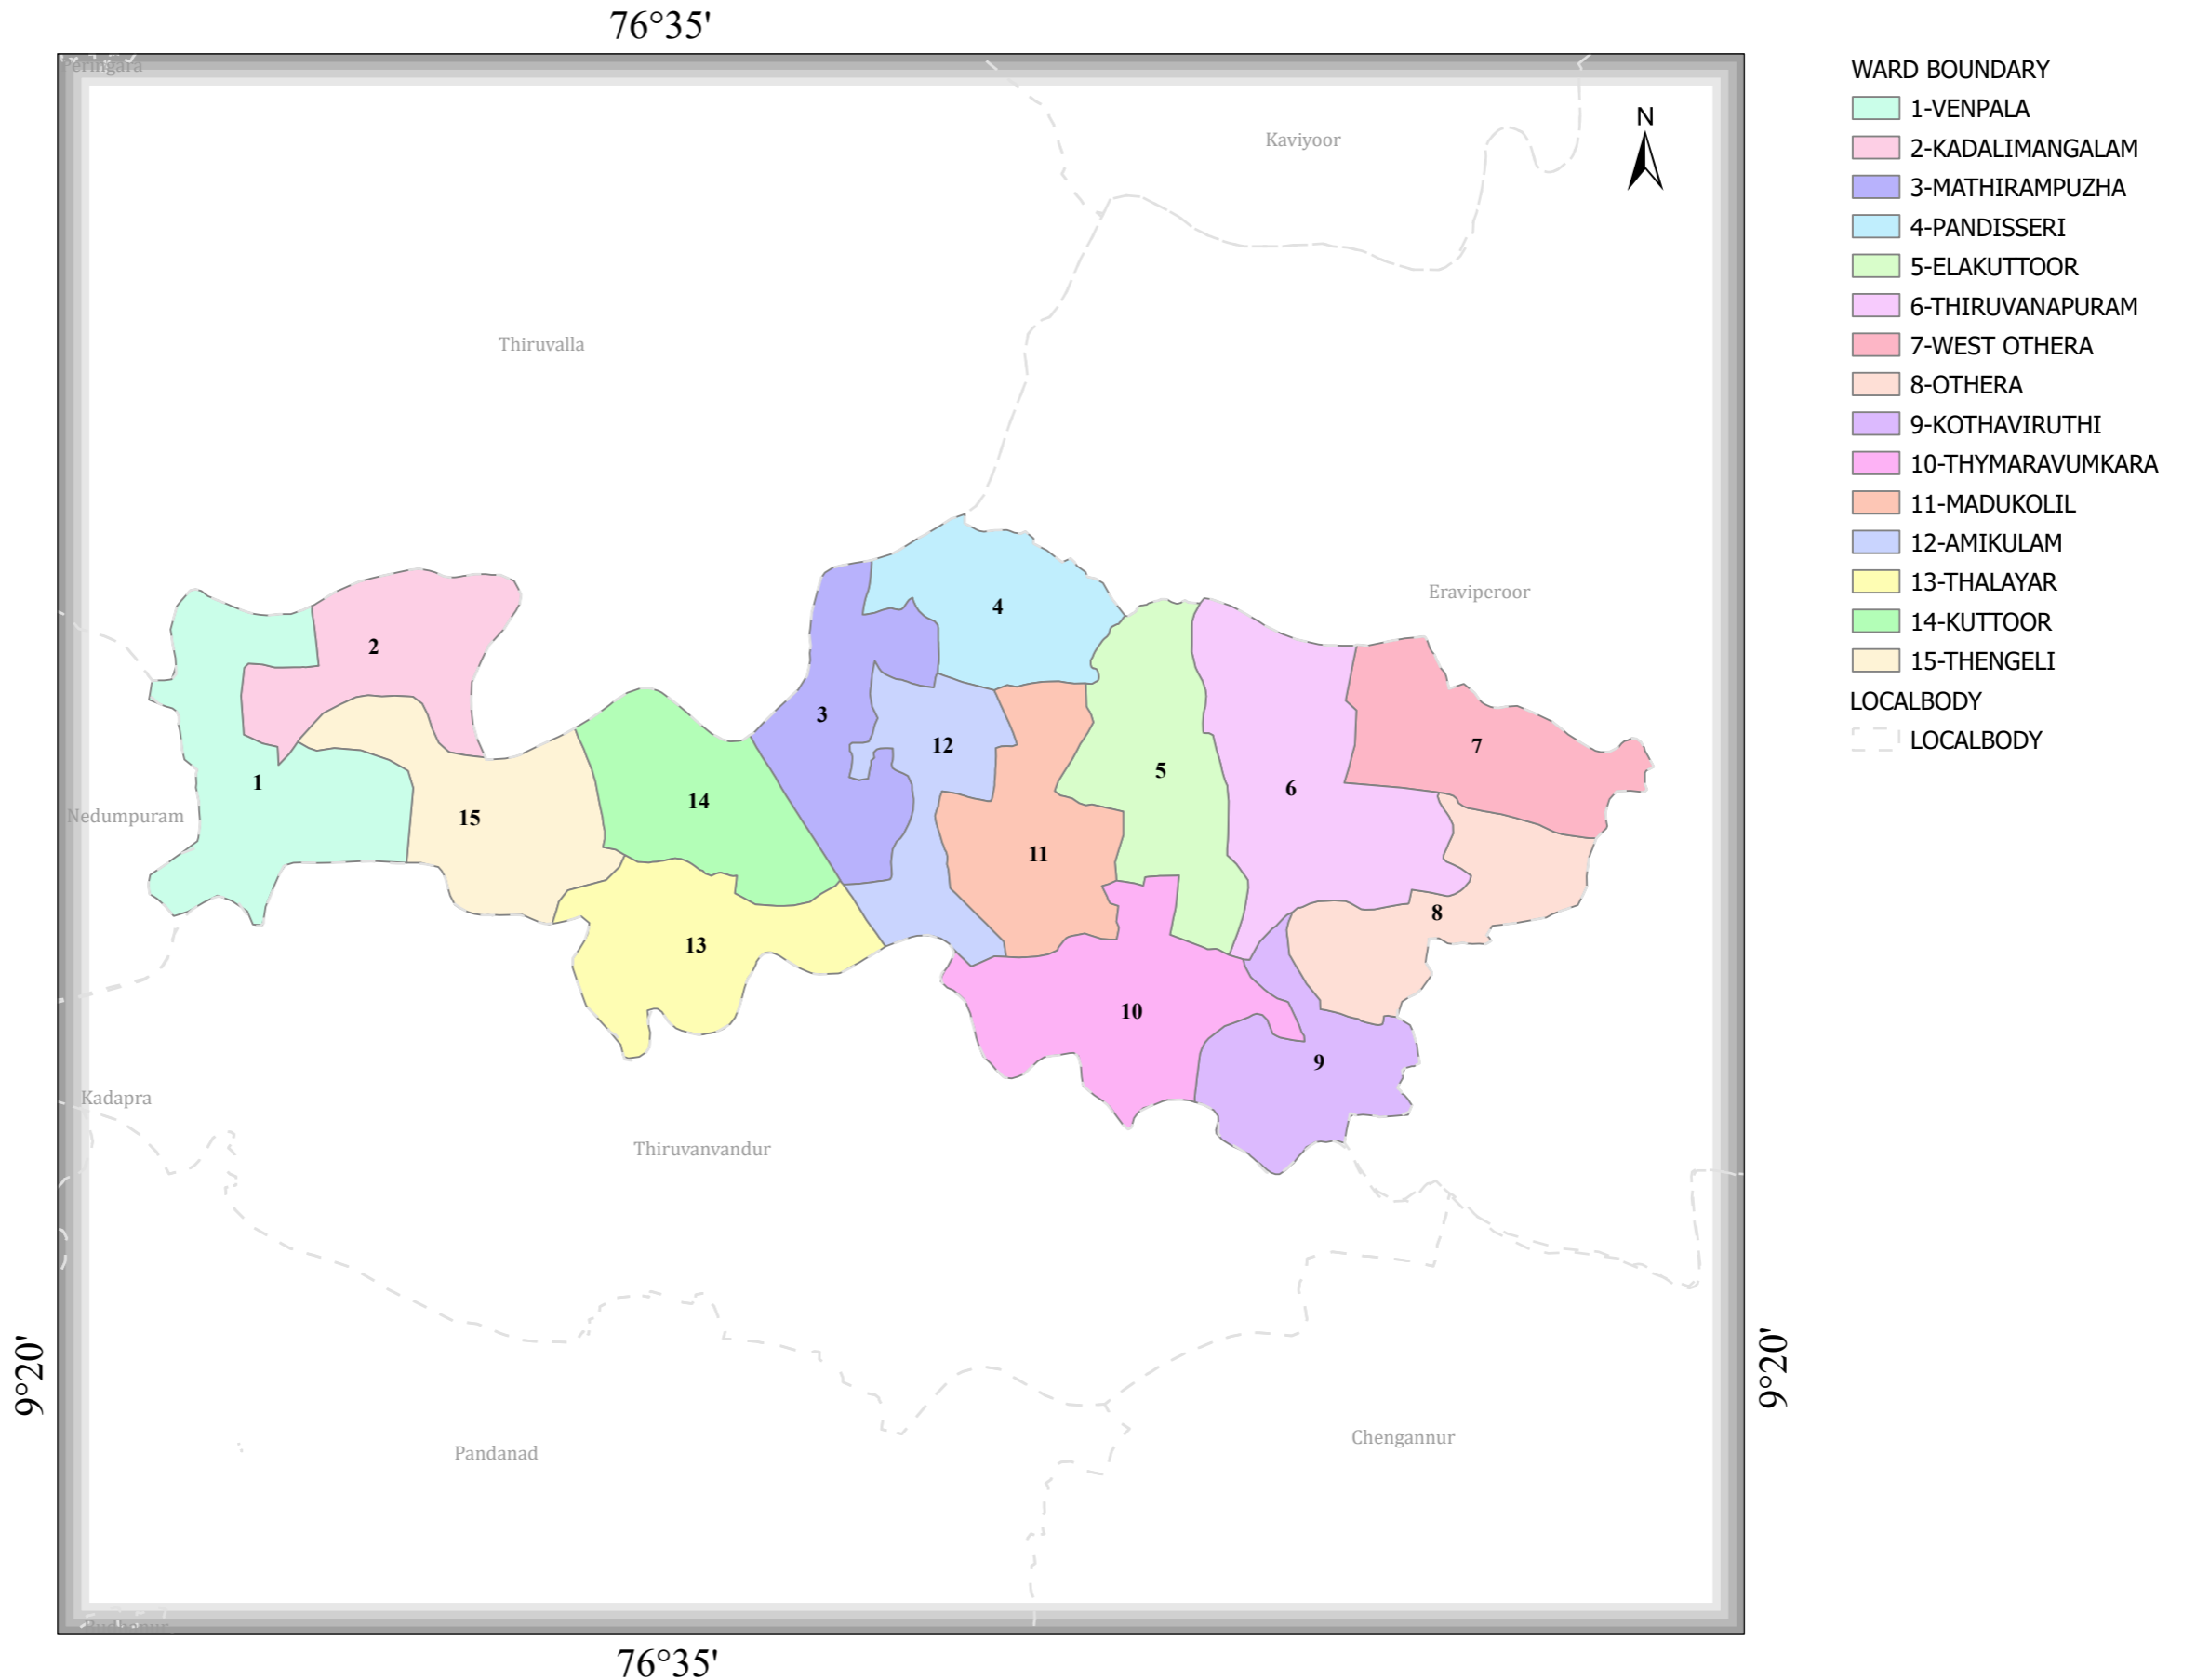 76°35'
Peringara
Kaviyoor
N
Thiruvalla
Eraviperoor
4
2
3
12
7
5
1
6
14
Nedumpuram
15
11
8
13
10
9
Kadapra
Thiruvanvandur
9°20'
9°20'
Chengannur
Pandanad
76°35'
WARD BOUNDARY
1-VENPALA
2-KADALIMANGALAM
3-MATHIRAMPUZHA
4-PANDISSERI
5-ELAKUTTOOR
6-THIRUVANAPURAM
7-WEST OTHERA
8-OTHERA
9-KOTHAVIRUTHI
10-THYMARAVUMKARA
11-MADUKOLIL
12-AMIKULAM
13-THALAYAR
14-KUTTOOR
15-THENGELI
LOCALBODY
LOCALBODY